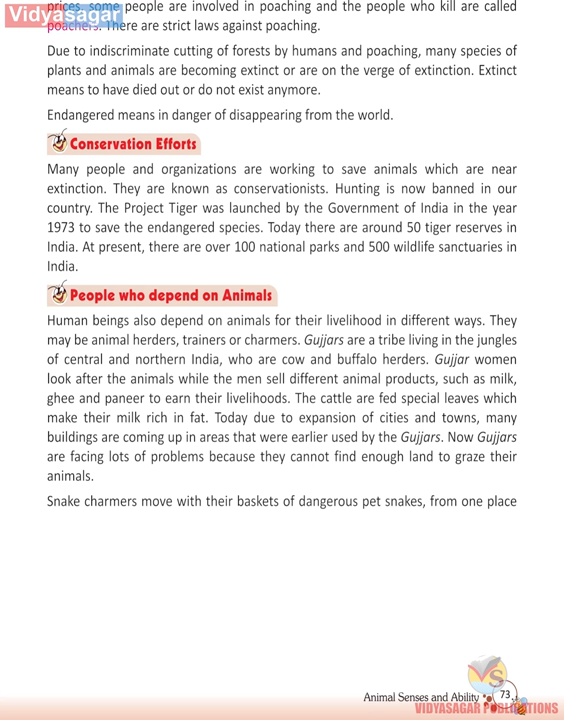 prices, some people are involved in poaching and the people who kill are called
Vidyasagar
poachers. There are strict laws against poaching.
Due to indiscriminate cutting of forests by humans and poaching, many species of
plants and animals are becoming extinct or are on the verge of extinction. Extinct
means to have died out or do not exist anymore.
Endangered means in danger of disappearing from the world.
Conservation Efforts
Many people and organizations are working to save animals which are near
extinction. They are known as conservationists. Hunting is now banned in our
country. The Project Tiger was launched by the Government of India in the year
1973 to save the endangered species. Today there are around 50 tiger reserves in
India. At present, there are over 100 national parks and 500 wildlife sanctuaries in
India.
People who depend on Animals
Human beings also depend on animals for their livelihood in different ways. They
may be animal herders, trainers or charmers. Gujjars are a tribe living in the jungles
of central and northern India, who are cow and buffalo herders. Gujjar women
look after the animals while the men sell different animal products, such as milk,
ghee and paneer to earn their livelihoods. The cattle are fed special leaves which
make their milk rich in fat. Today due to expansion of cities and towns, many
buildings are coming up in areas that were earlier used by the Gujjars. Now Gujjars
are facing lots of problems because they cannot find enough land to graze their
animals.
Snake charmers move with their baskets of dangerous pet snakes, from one place
VS
Animal Senses and Ability 73
VIDYASAGAR PUBLICATIONS